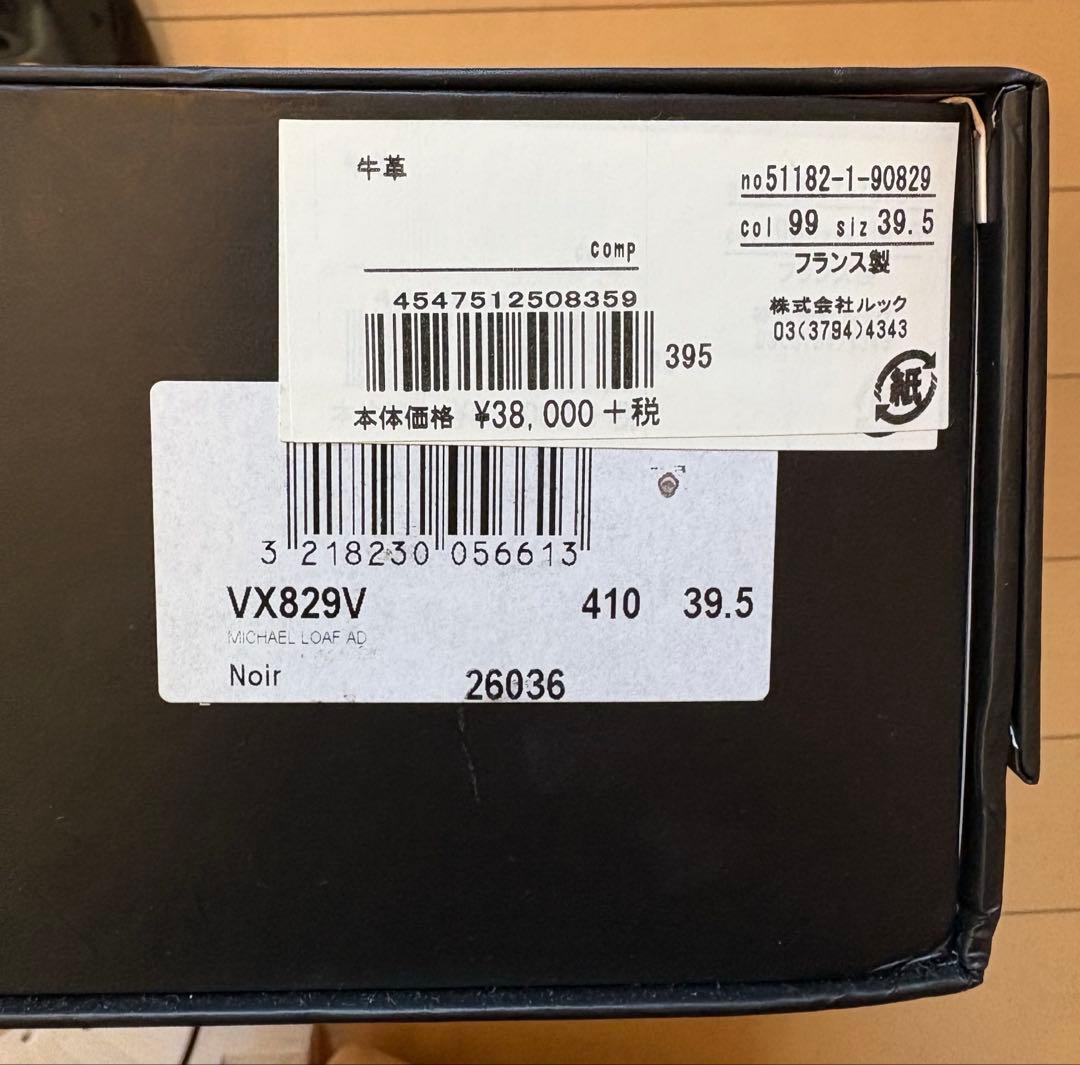 牛革
no51182-1-90829
col 99 siz 39.5
comp
フランス製
4547512508359
株式会社ルック
03(3794)4343
395
紙
本体価格 ¥38,000+税
3 218230 056613
VX829V 410 39.5
MICHAEL LOAF AD
Noir 26036